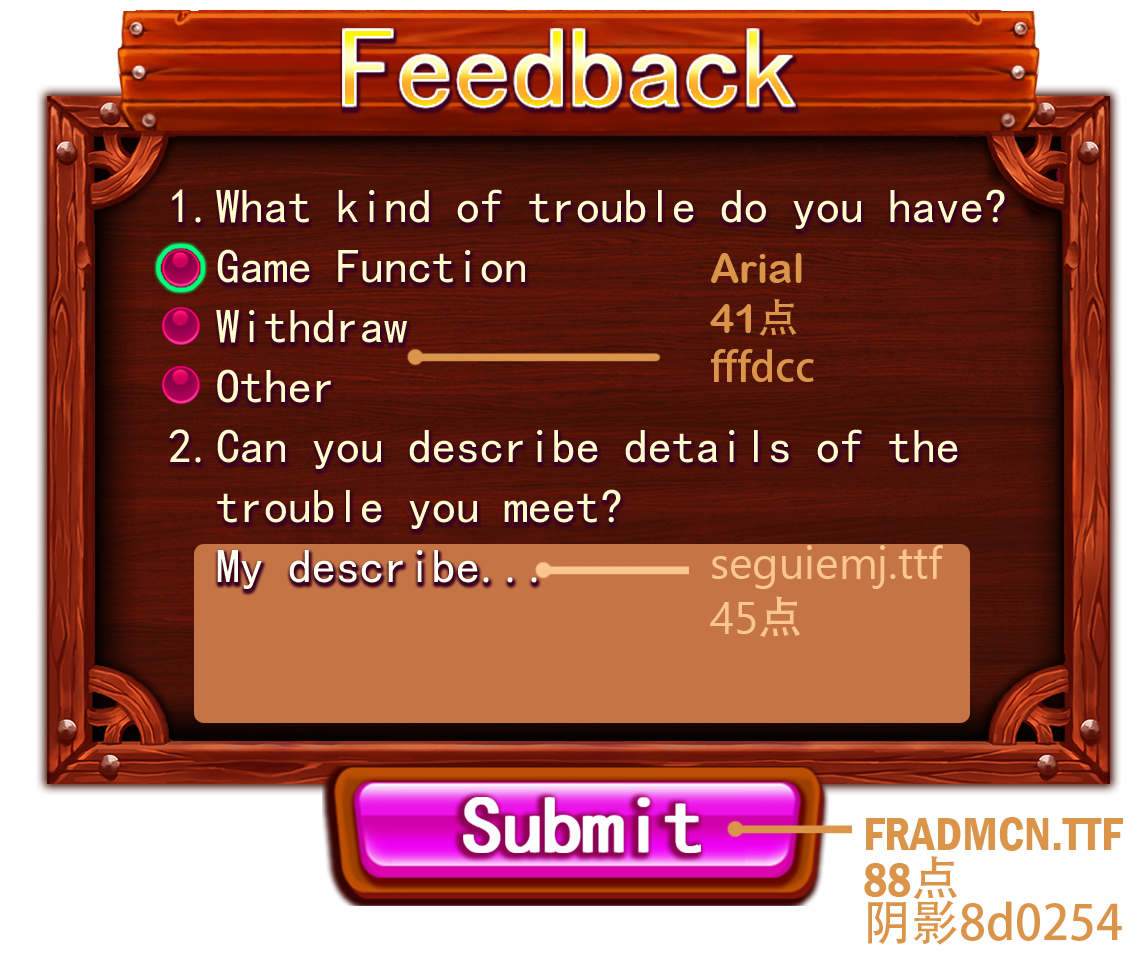 Feedback
1. What kind of trouble do you have?
Game Function
Withdraw
Other
Arial
41点
fffdcc
2. Can you describe details of the
trouble you meet?
My describe...
seguiemj.ttf
45点
Submit
FRADMCN.TTF
88点
阴影8d0254